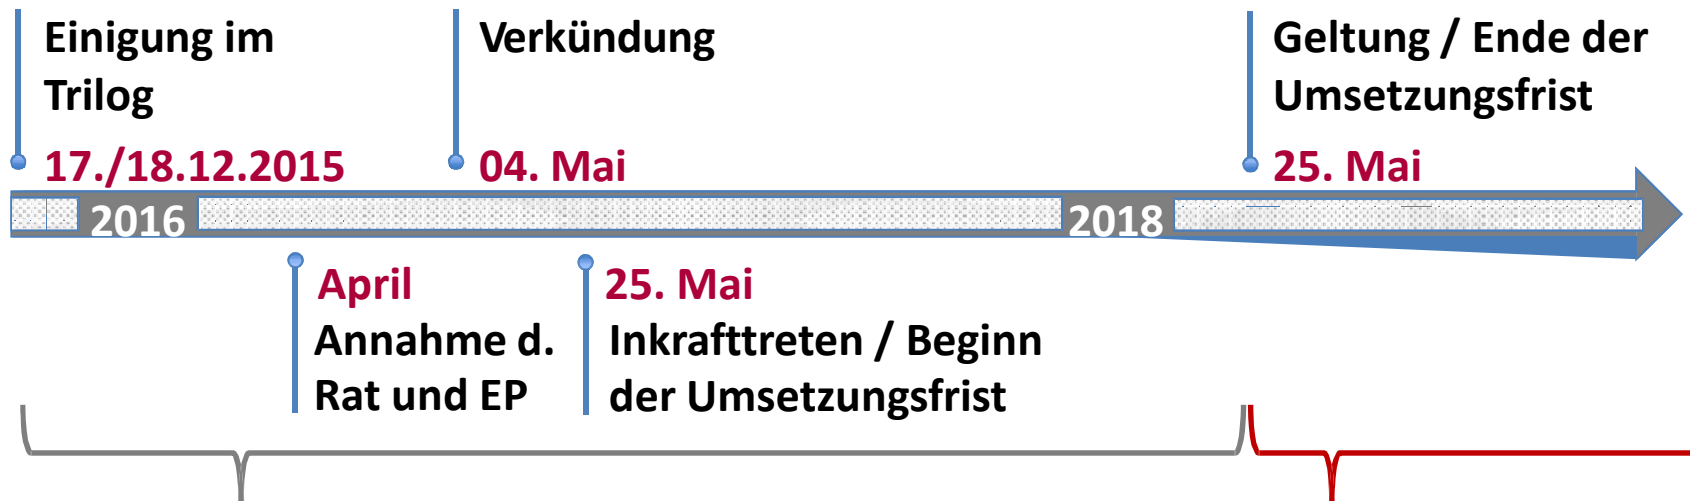 Einigung im
Trilog
17./18.12.2015
Verkündung
04. Mai
Geltung / Ende der
Umsetzungsfrist
25. Mai
2016
2018
April
Annahme d.
Rat und EP
25. Mai
Inkrafttreten / Beginn
der Umsetzungsfrist